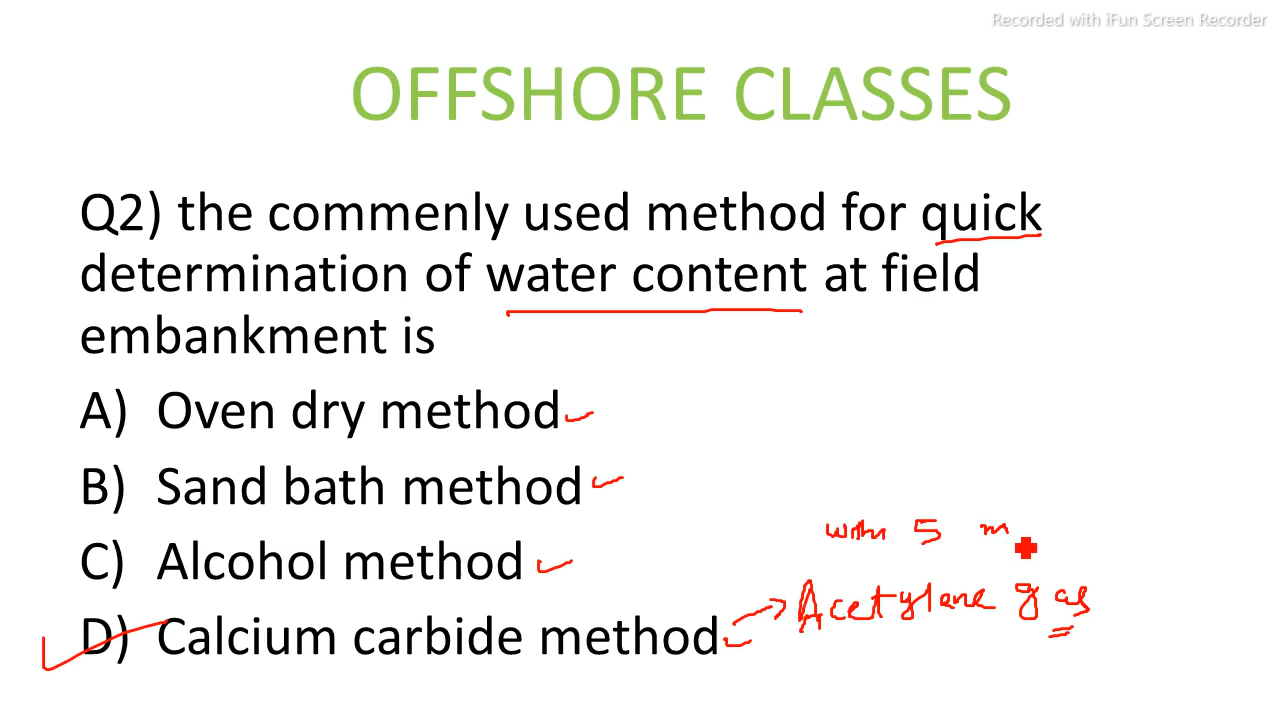 Recorded with iFun Screen Recorder
OFFSHORE CLASSES
Q2) the commenly used method for quick
determination of water content at field
embankment is
A) Oven dry method
B) Sand bath method
C) Alcohol method
with 5 m
D) Calcium carbide method
Acetylene gas